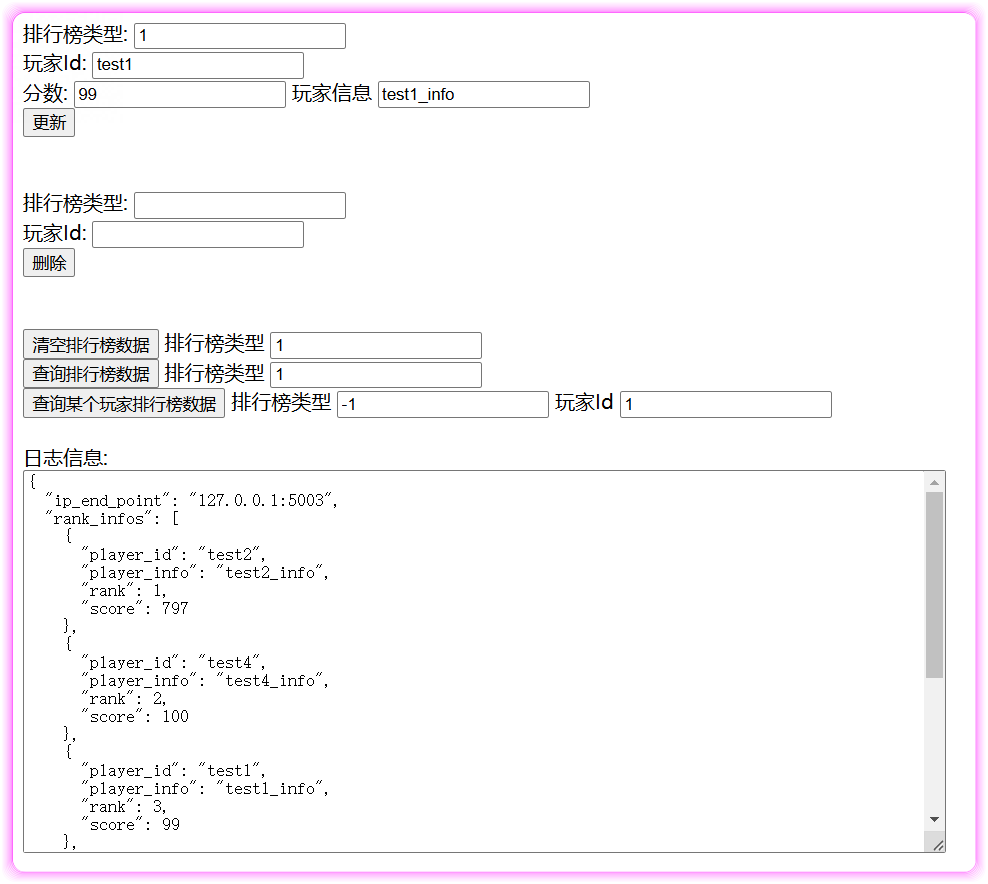 排行榜类型: 1
玩家Id: test1
分数: 99 玩家信息 test1_info
更新
排行榜类型:
玩家Id:
删除
清空排行榜数据 排行榜类型 1
查询排行榜数据 排行榜类型 1
查询某个玩家排行榜数据 排行榜类型 -1 玩家Id 1
日志信息:
{
"ip_end_point": "127.0.0.1:5003",
"rank_infos": [
{
"player_id": "test2",
"player_info": "test2_info",
"rank": 1,
"score": 797
},
{
"player_id": "test4",
"player_info": "test4_info",
"rank": 2,
"score": 100
},
{
"player_id": "test1",
"player_info": "test1_info",
"rank": 3,
"score": 99
},